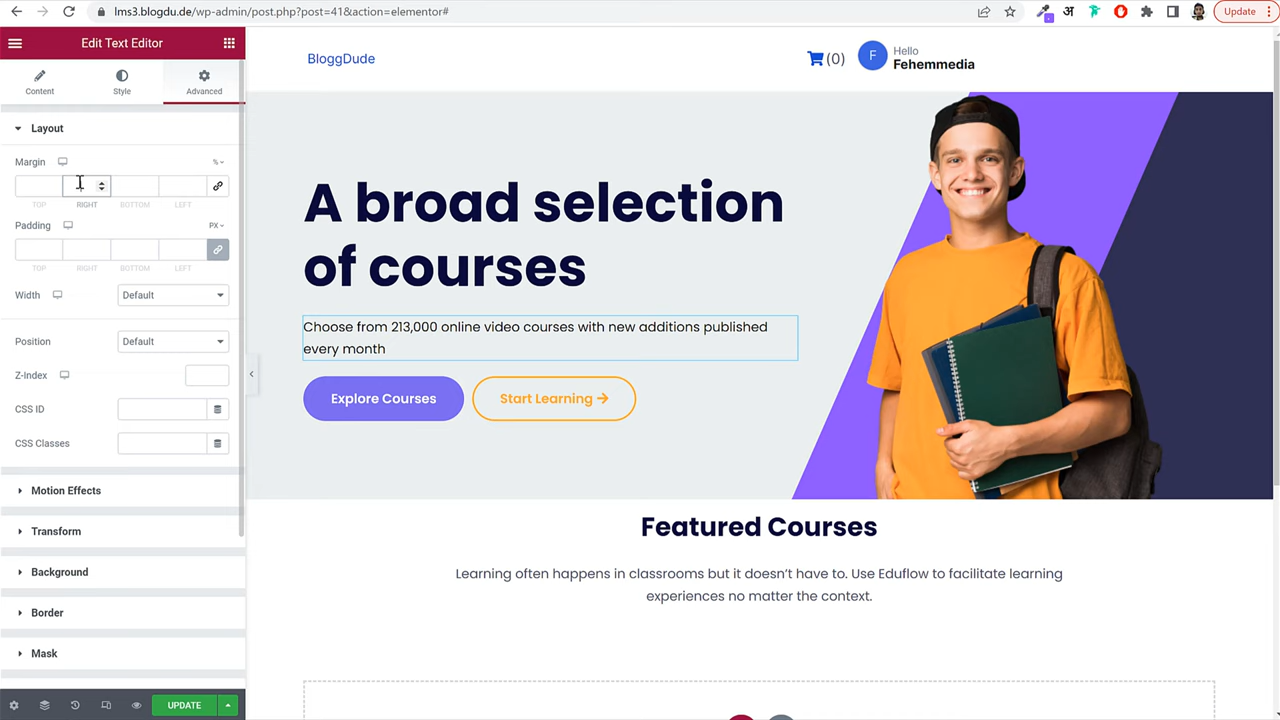 lms3.blogdu.de/wp-admin/post.php?post=41&action=elementor#
अ
Update
Edit Text Editor
Content
Style
Advanced
Layout
Margin
%
TOP
RIGHT
BOTTOM
LEFT
Padding
PX
TOP
RIGHT
BOTTOM
LEFT
Width
Default
Position
Default
Z-Index
CSS ID
CSS Classes
Motion Effects
Transform
Background
Border
Mask
UPDATE
BloggDude
(0)
F
Hello
Fehemmedia
A broad selection
of courses
Choose from 213,000 online video courses with new additions published
every month
Explore Courses
Start Learning
Featured Courses
Learning often happens in classrooms but it doesn't have to. Use Eduflow to facilitate learning
experiences no matter the context.